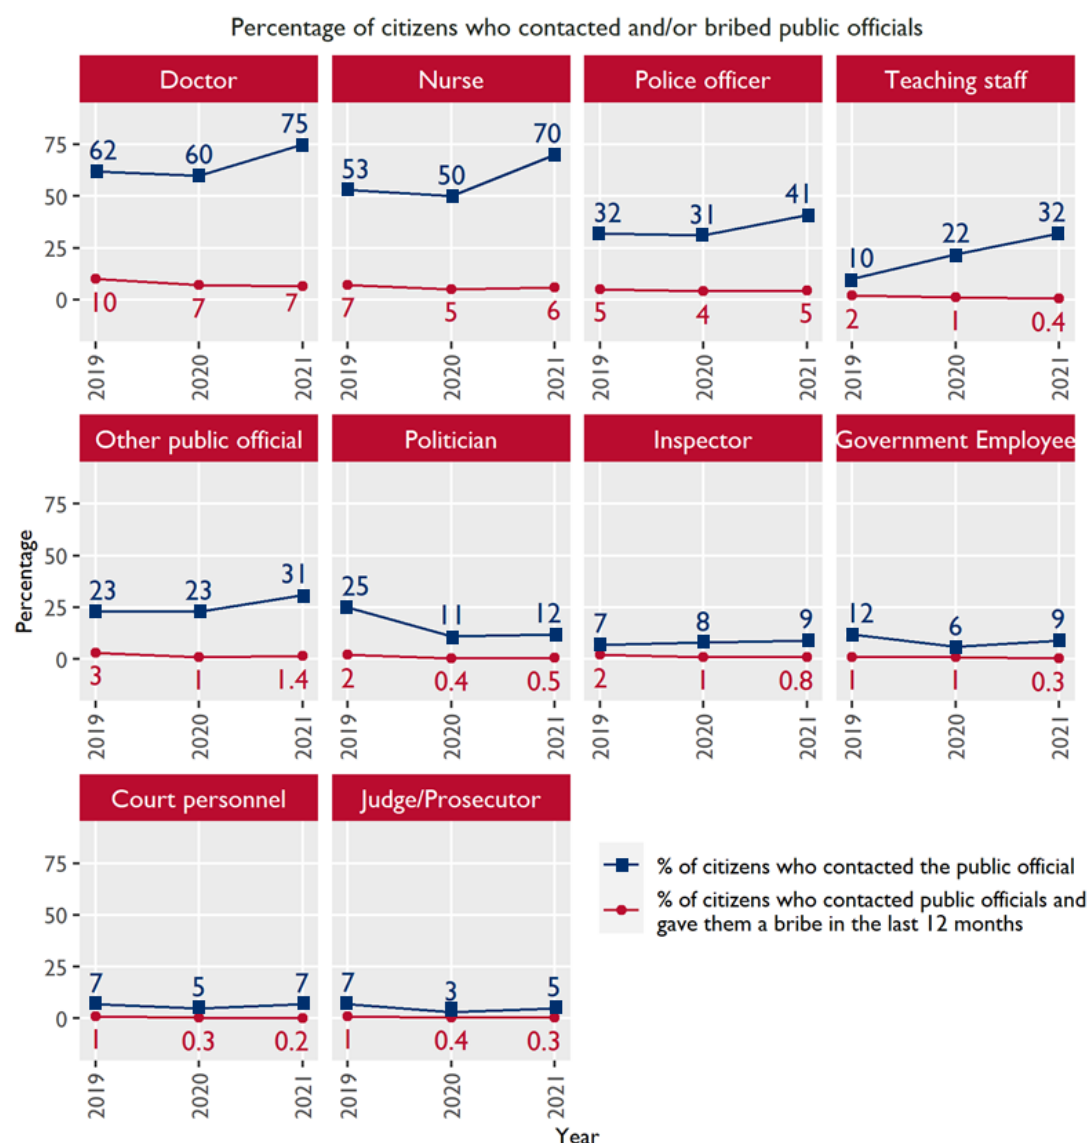 Percentage of citizens who contacted and/or bribed public officials
Doctor Nurse Police officer Teaching staff
75
50
25
0
62 60 75
10 7 7
53 50 70
7 5 6
32 31 41
5 4 5
10 22 32
2 1 0.4
2019 2020 2021 2019 2020 2021 2019 2020 2021 2019 2020 2021
Other public official Politician Inspector Government Employee
Percentage
75
50
25
0
23 23 31
3 1 1.4
25 11 12
2 0.4 0.5
7 8 9
2 1 0.8
12 6 9
1 1 0.3
2019 2020 2021 2019 2020 2021 2019 2020 2021 2019 2020 2021
Court personnel Judge/Prosecutor
75
50
25
0
7 5 7
1 0.3 0.2
7 3 5
1 0.4 0.3
2019 2020 2021 2019 2020 2021
% of citizens who contacted the public official
% of citizens who contacted public officials and
gave them a bribe in the last 12 months
Year